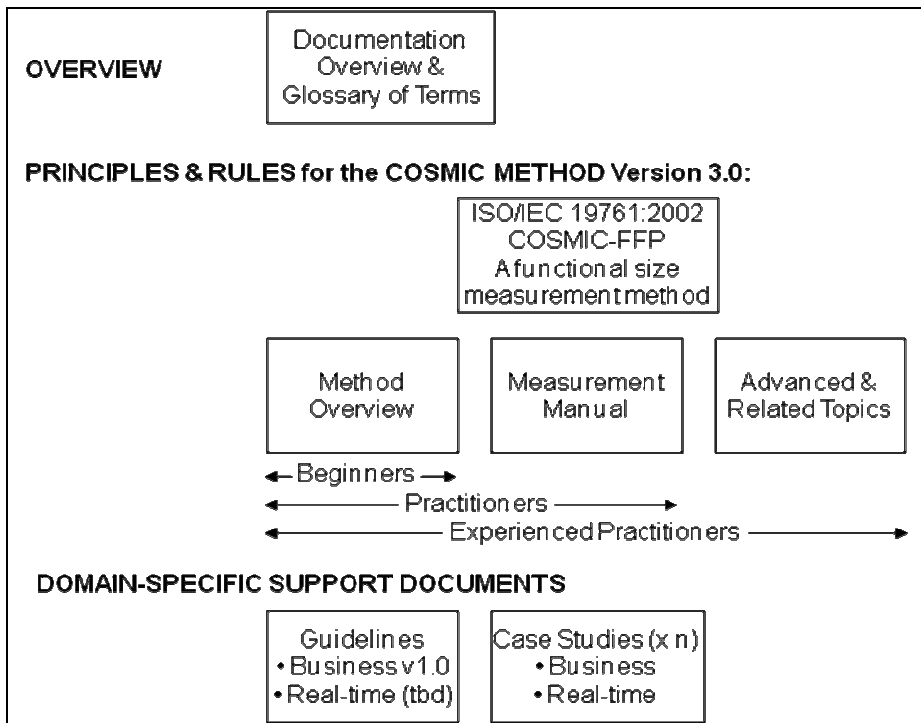 Documentation
Overview &
Glossary of Terms
OVERVIEW
PRINCIPLES & RULES for the COSMIC METHOD Version 3.0:
ISO/IEC 19761:2002
COSMIC-FFP
A functional size
measurement method
Method
Overview
Measurement
Manual
Advanced &
Related Topics
Beginners
Practitioners
Experienced Practitioners
DOMAIN-SPECIFIC SUPPORT DOCUMENTS
Guidelines
• Business v1.0
• Real-time (tbd)
Case Studies (x n)
• Business
• Real-time